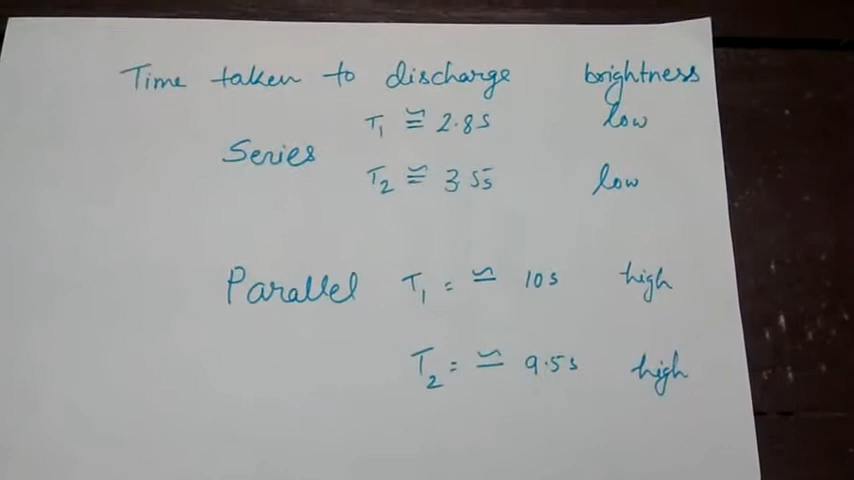 Time taken to discharge brightness
T1 ≅ 2.8s low
Series
T2 ≅ 3.5s low
Parallel T1 = ≃ 10s high
T2 = ≃ 9.5s high